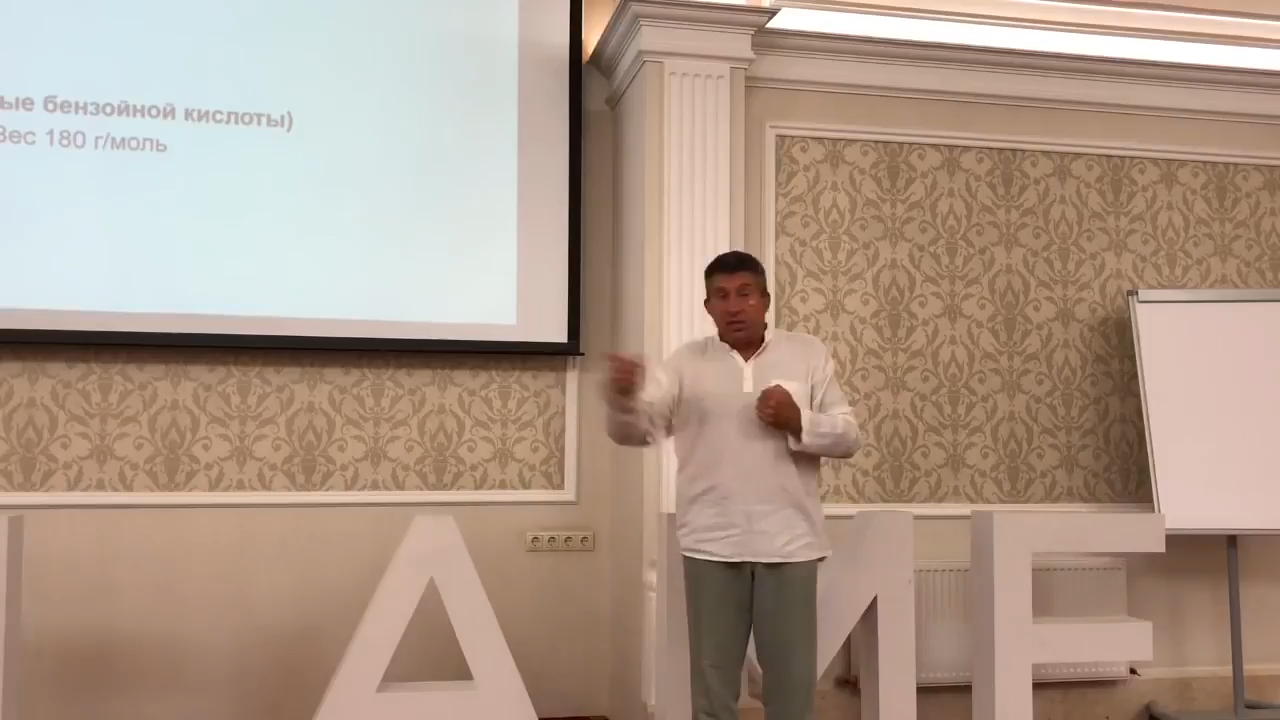 ые бензойной кислоты)
Вес 180 г/моль
А М Е